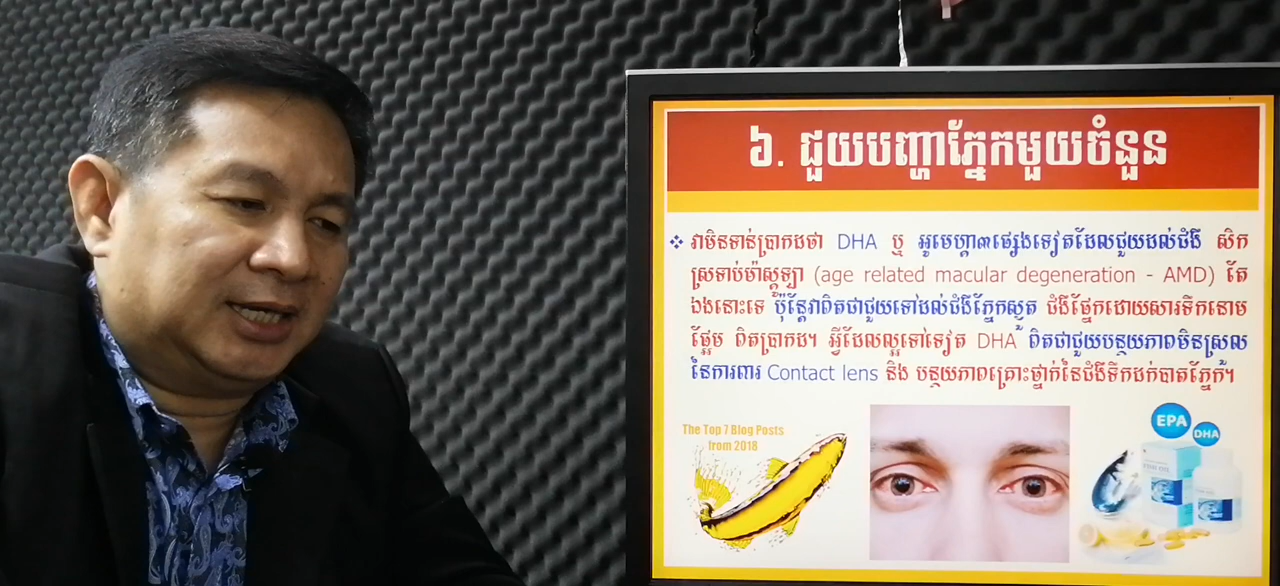 ៦. ជួយបញ្ហាភ្នែកមួយចំនួន
វាមិនទាន់ប្រាកដថា DHA ឬ អូមេហ្គា៣ផ្សេងទៀតដែលជួយដល់ជំងឺ សិក
ស្រទាប់ម៉ាស្គូឡា (age related macular degeneration - AMD) តែ
ឯងនោះទេ ប៉ុន្តែវាពិតជាជួយទៅដល់ជំងឺភ្នែកស្ងួត ជំងឺផ្នែកដោយសារទឹកនោម
ផ្អែម ពិតប្រាកដ។ អ្វីដែលល្អទៅទៀត DHA ពិតជាជួយបន្ថយភាពមិនស្រួល
នៃការពារ Contact lens និង បន្ថយភាពគ្រោះថ្នាក់នៃជំងឺទឹកដក់បាតភ្នែក។
The Top 7 Blog Posts
from 2018
EPA
DHA
FISH OIL